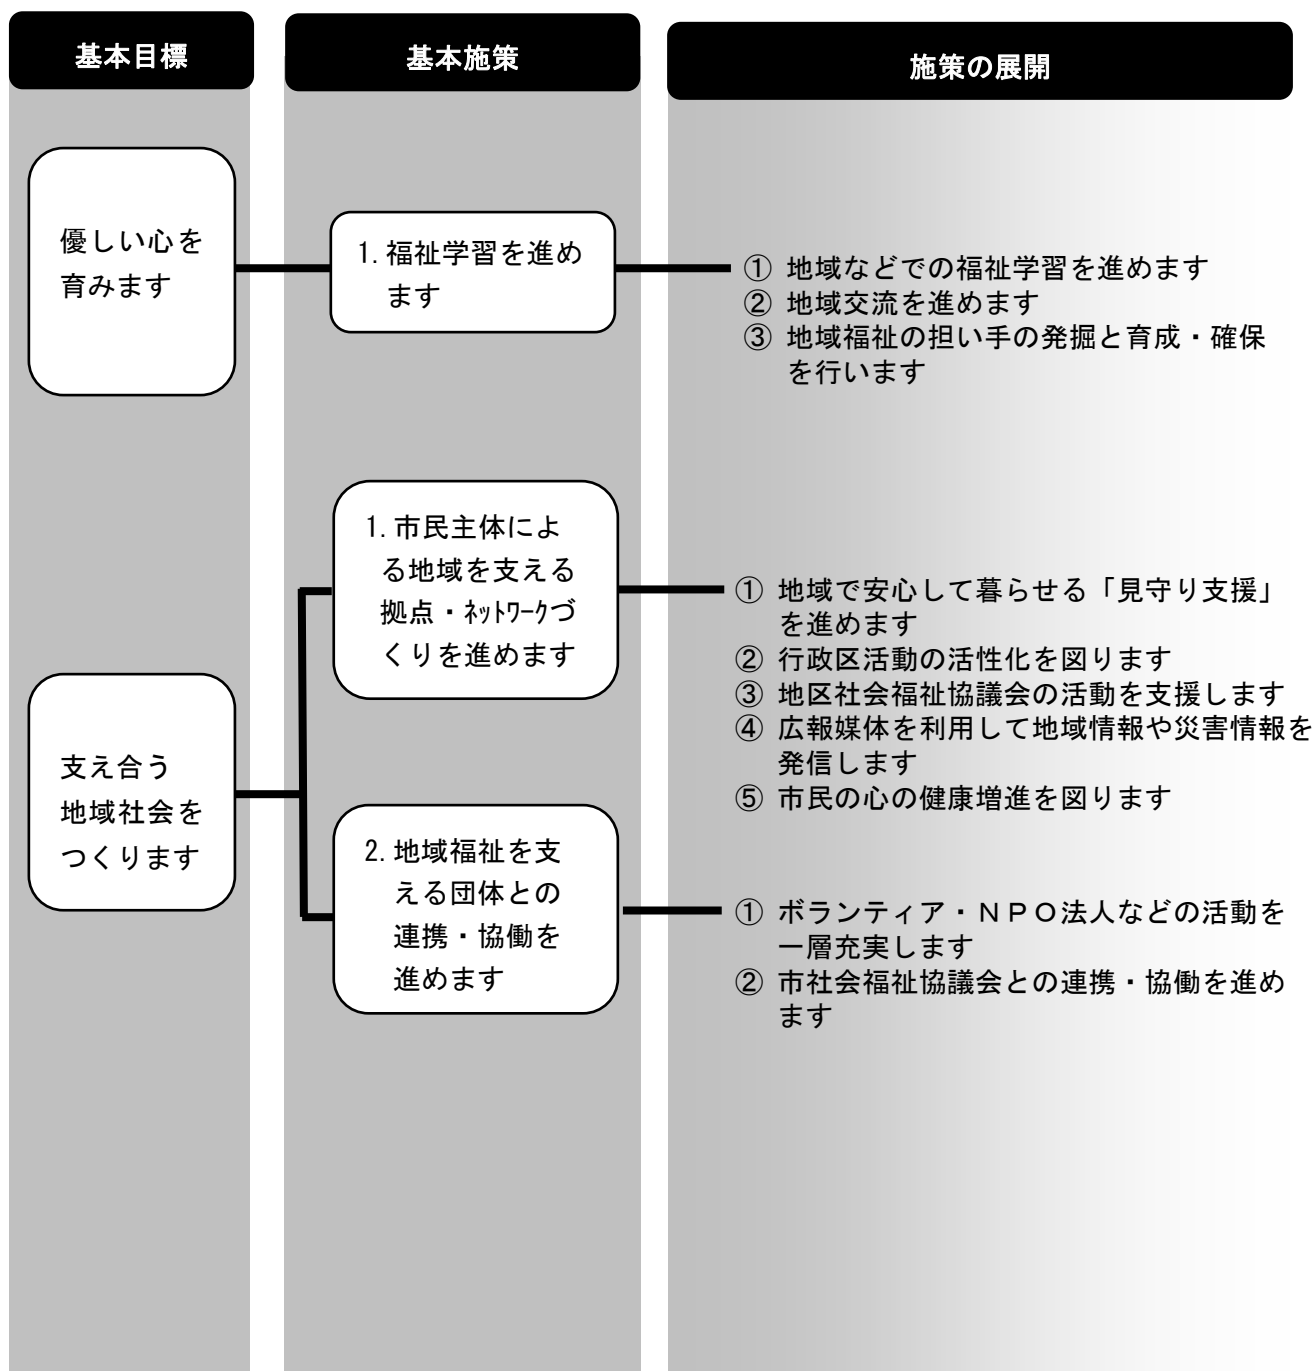 基本目標
基本施策
施策の展開
優しい心を
育みます
1. 福祉学習を進め
ます
① 地域などでの福祉学習を進めます
② 地域交流を進めます
③ 地域福祉の担い手の発掘と育成・確保
を行います
支え合う
地域社会を
つくります
1. 市民主体によ
る地域を支える
拠点・ﾈｯﾄﾜｰｸづ
くりを進めます
① 地域で安心して暮らせる「見守り支援」
を進めます
② 行政区活動の活性化を図ります
③ 地区社会福祉協議会の活動を支援します
④ 広報媒体を利用して地域情報や災害情報を
発信します
⑤ 市民の心の健康増進を図ります
2. 地域福祉を支
える団体との
連携・協働を
進めます
① ボランティア・ＮＰＯ法人などの活動を
一層充実します
② 市社会福祉協議会との連携・協働を進め
ます